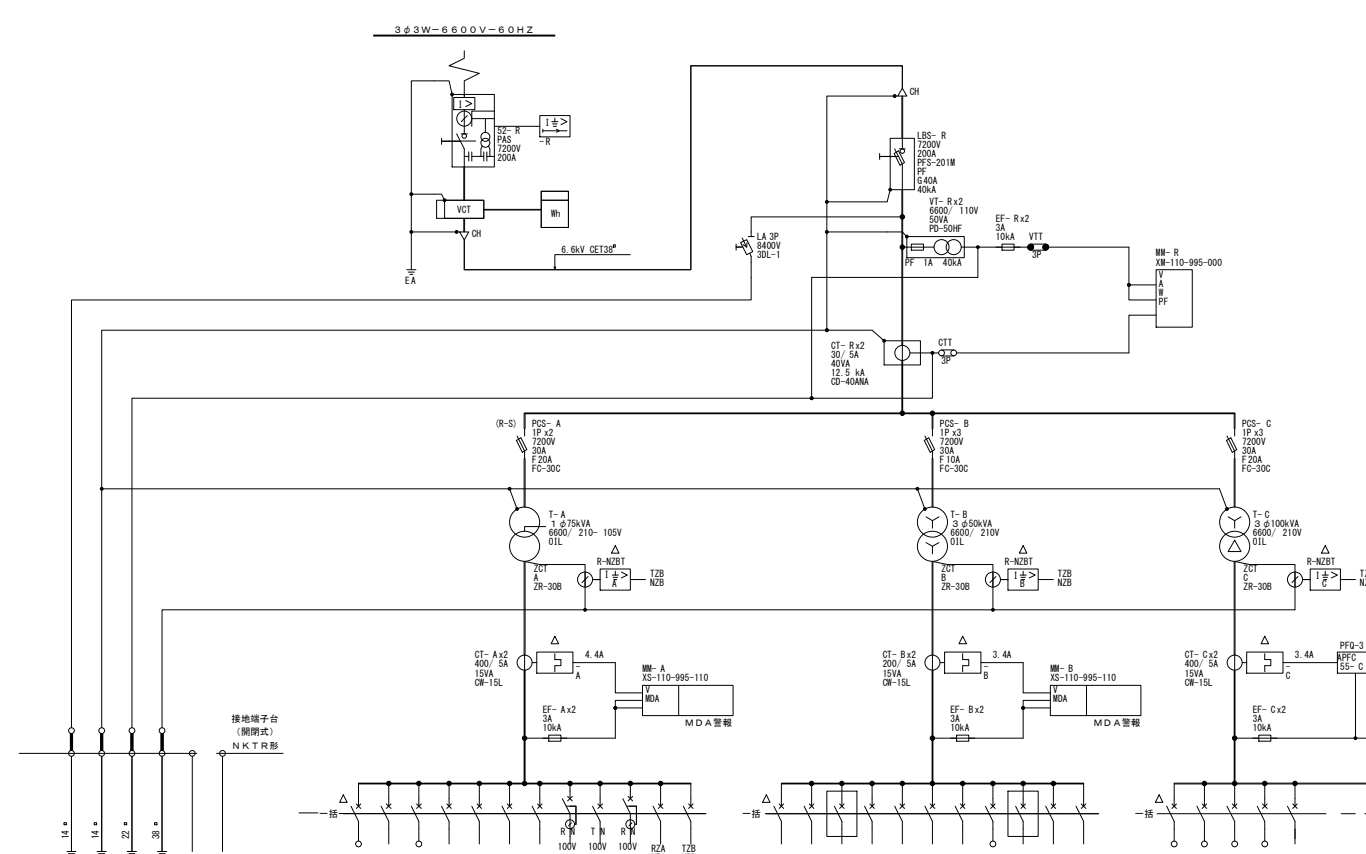 3φ3W－6600V－60HZ
I >
52- R
PAS
7200V
200A
I >
-R
VCT
Wh
CH
EA
6.6kV CET38°
CH
LBS- R
7200V
200A
PFS-201M
PF
G40A
40kA
LA 3P
8400V
3DL-1
VT- Rx2
6600/ 110V
50VA
PD-50HF
PF 1A 40kA
EF- Rx2
3A
10kA
VTT
3P
MM- R
XM-110-995-000
V
A
W
PF
CT- Rx2
30/ 5A
40VA
12.5 kA
CD-40ANA
CTT
3P
(R-S)
PCS- A
1P x2
7200V
30A
F20A
FC-30C
PCS- B
1P x3
7200V
30A
F10A
FC-30C
PCS- C
1P x3
7200V
30A
F20A
FC-30C
T- A
1 φ75kVA
6600/ 210- 105V
OIL
T- B
3 φ50kVA
6600/ 210V
OIL
T- C
3 φ100kVA
6600/ 210V
OIL
ZCT
A
ZR-30B
R-NZBT
I >
A
TZB
NZB
ZCT
B
ZR-30B
R-NZBT
I >
B
TZB
NZB
ZCT
C
ZR-30B
R-NZBT
I >
C
CT- Ax2
400/ 5A
15VA
CW-15L
4.4A
A
MM- A
XS-110-995-110
V
MDA
MDA警報
EF- Ax2
3A
10kA
CT- Bx2
200/ 5A
15VA
CW-15L
3.4A
B
MM- B
XS-110-995-110
V
MDA
MDA警報
EF- Bx2
3A
10kA
CT- Cx2
400/ 5A
15VA
CW-15L
3.4A
C
PFQ-3
APFC
55- C
EF- Cx2
3A
10kA
接地端子台
（開閉式）
NKTR形
14
14
22
38
一括
R N
100V
T N
100V
R N
100V
RZA
TZB
一括
一括